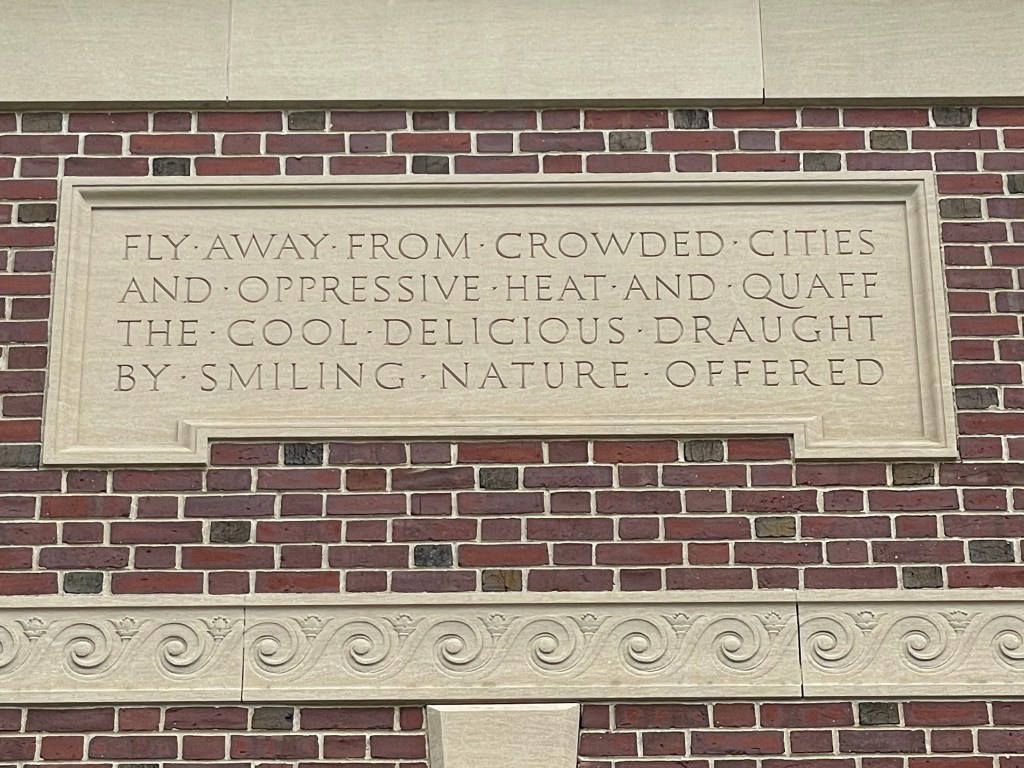 FLY · AWAY · FROM · CROWDED · CITIES
AND · OPPRESSIVE · HEAT · AND · QUAFF
THE · COOL · DELICIOUS · DRAUGHT
BY · SMILING · NATURE · OFFERED